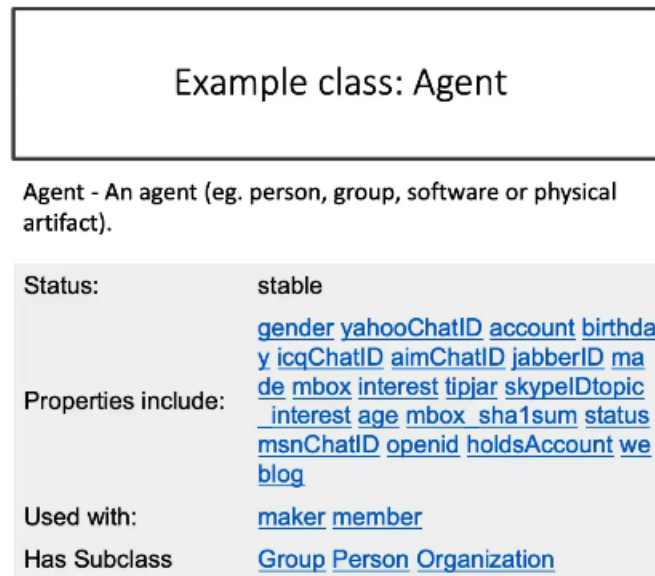 Example class: Agent
Agent - An agent (eg. person, group, software or physical
artifact).
Status: stable
gender yahooChatID account birthda
y icqChatID aimChatID jabberID ma
de mbox interest tipjar skypeIDtopic
Properties include: _interest age mbox_sha1sum status
msnChatID openid holdsAccount we
blog
Used with: maker member
Has Subclass Group Person Organization